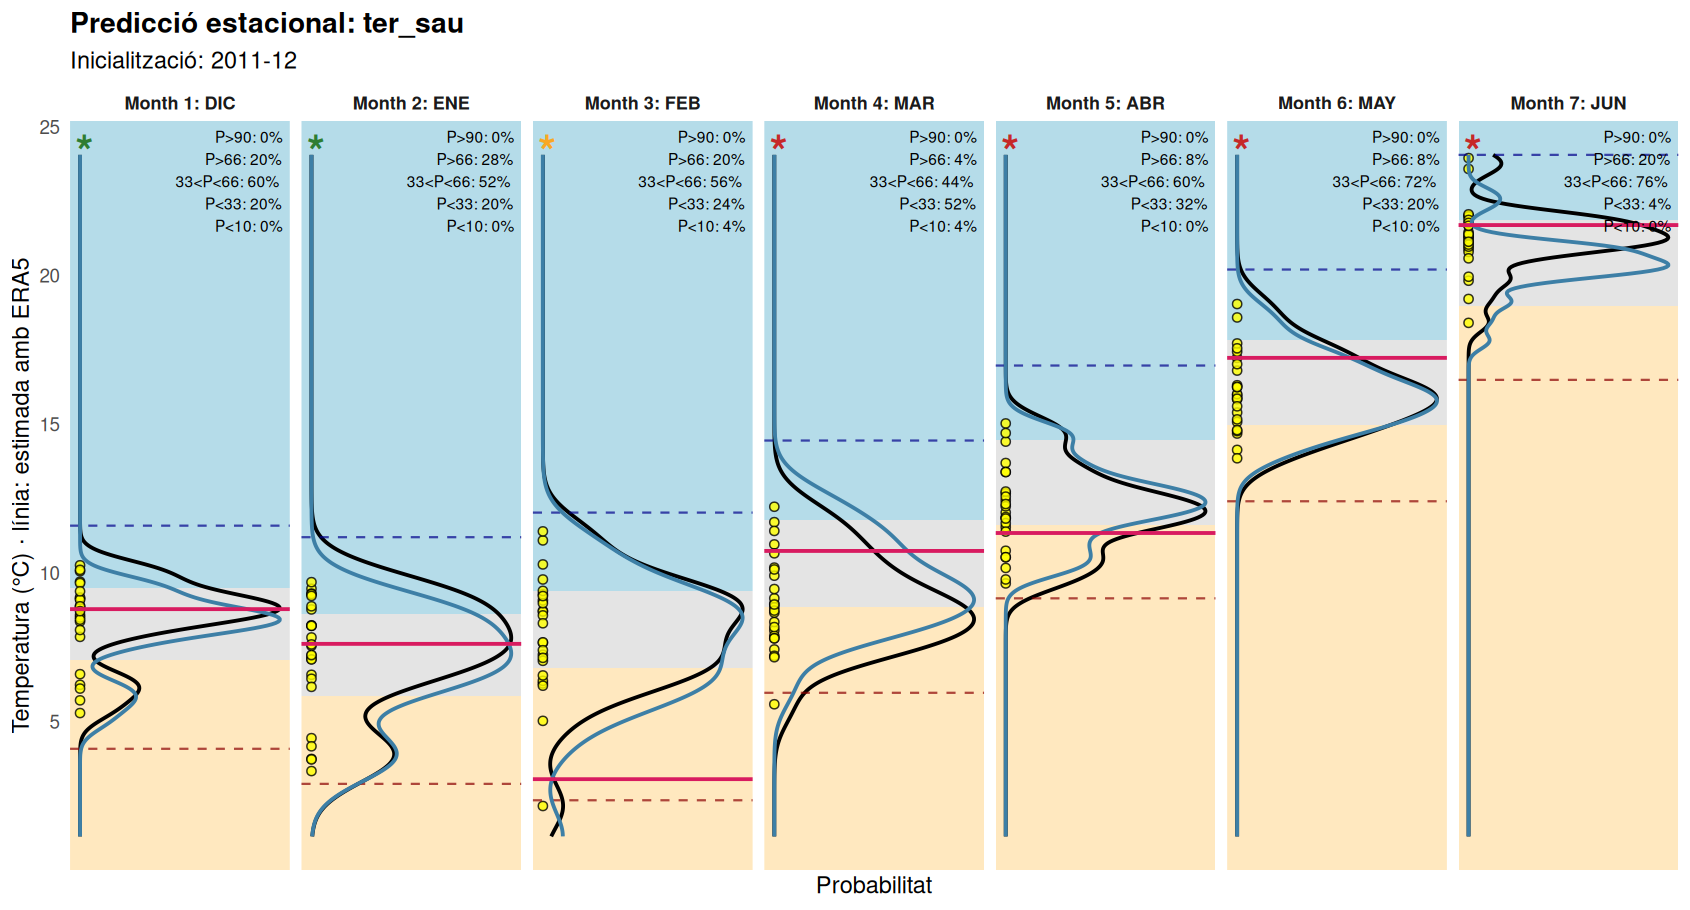 Predicció estacional: ter_sau
Inicialització: 2011-12
Month 1: DIC
Month 2: ENE
Month 3: FEB
Month 4: MAR
Month 5: ABR
Month 6: MAY
Month 7: JUN
Temperatura (°C) · línia: estimada amb ERA5
25
20
15
10
5
*
P>90: 0%
P>66: 20%
33<P<66: 60%
P<33: 20%
P<10: 0%
*
P>90: 0%
P>66: 28%
33<P<66: 52%
P<33: 20%
P<10: 0%
*
P>90: 0%
P>66: 20%
33<P<66: 56%
P<33: 24%
P<10: 4%
*
P>90: 0%
P>66: 4%
33<P<66: 44%
P<33: 52%
P<10: 4%
*
P>90: 0%
P>66: 8%
33<P<66: 60%
P<33: 32%
P<10: 0%
*
P>90: 0%
P>66: 8%
33<P<66: 72%
P<33: 20%
P<10: 0%
*
P>90: 0%
P>66: 20%
33<P<66: 76%
P<33: 4%
P<10: 0%
Probabilitat